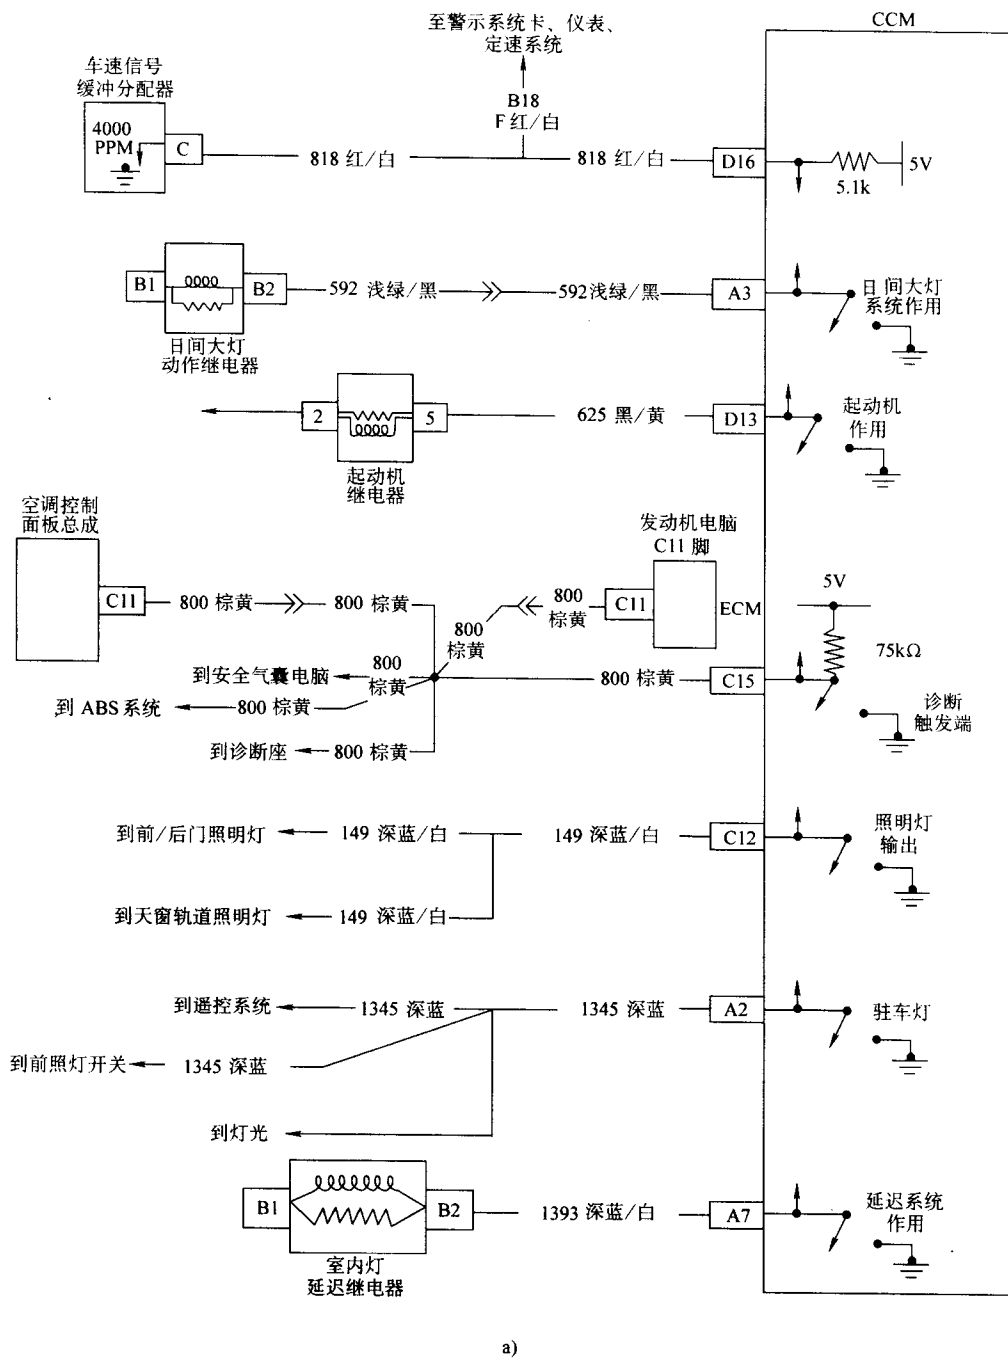 CCM
至警示系统卡、仪表、
定速系统
车速信号
缓冲分配器
B18
F 红/白
4000
PPM
C
818 红/白
818 红/白
D16
5.1k
5V
B1
B2
592 浅绿/黑
592浅绿/黑
A3
日间大灯
系统作用
日间大灯
动作继电器
2
5
625 黑/黄
D13
起动机
作用
起动机
继电器
空调控制
面板总成
C11
800 棕黄
800 棕黄
发动机电脑
C11 脚
800
棕黄
C11
ECM
800
棕黄
5V
75kΩ
到安全气囊电脑
800
棕黄
800 棕黄
C15
诊断
触发端
到 ABS 系统
800 棕黄
到诊断座
800 棕黄
到前/后门照明灯
149 深蓝/白
149 深蓝/白
C12
照明灯
输出
到天窗轨道照明灯
149 深蓝/白
到遥控系统
1345 深蓝
1345 深蓝
A2
驻车灯
到前照灯开关
1345 深蓝
到灯光
B1
B2
1393 深蓝/白
A7
延迟系统
作用
室内灯
延迟继电器
a)